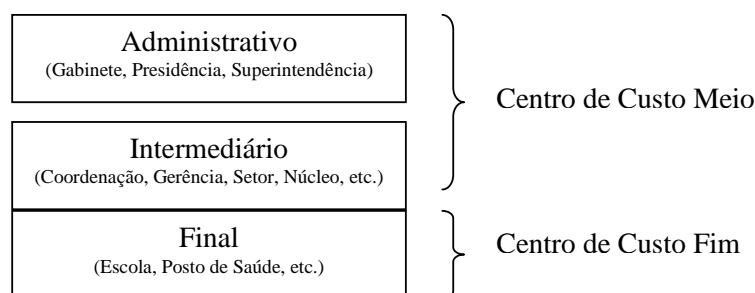 Administrativo
(Gabinete, Presidência, Superintendência)
Centro de Custo Meio
Intermediário
(Coordenação, Gerência, Setor, Núcleo, etc.)
Final
(Escola, Posto de Saúde, etc.)
Centro de Custo Fim